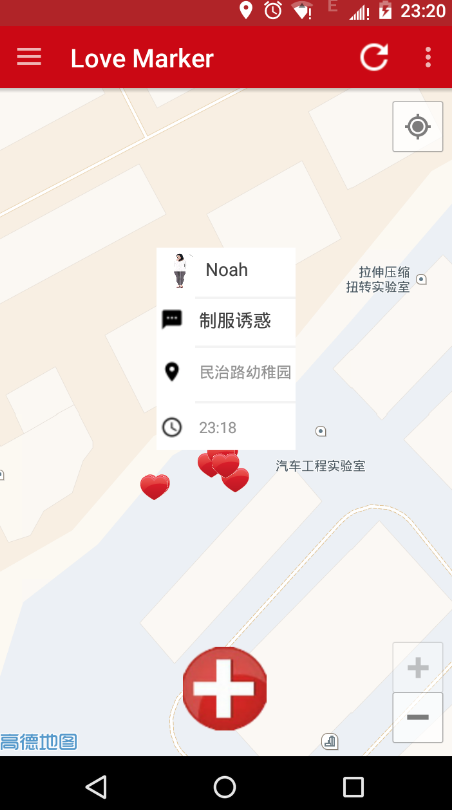 E
23:20
Love Marker
Noah
制服诱惑
民治路幼稚园
23:18
拉伸压缩
扭转实验室
汽车工程实验室
高德地图